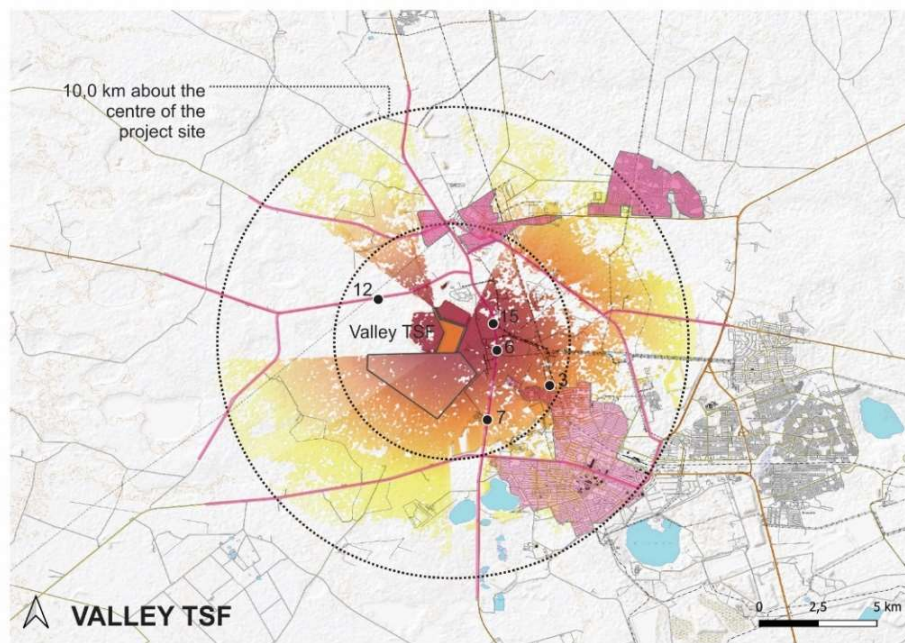 10,0 km about the
centre of the
project site
12
15
Valley TSF
6
3
7
VALLEY TSF
0 2,5 5 km